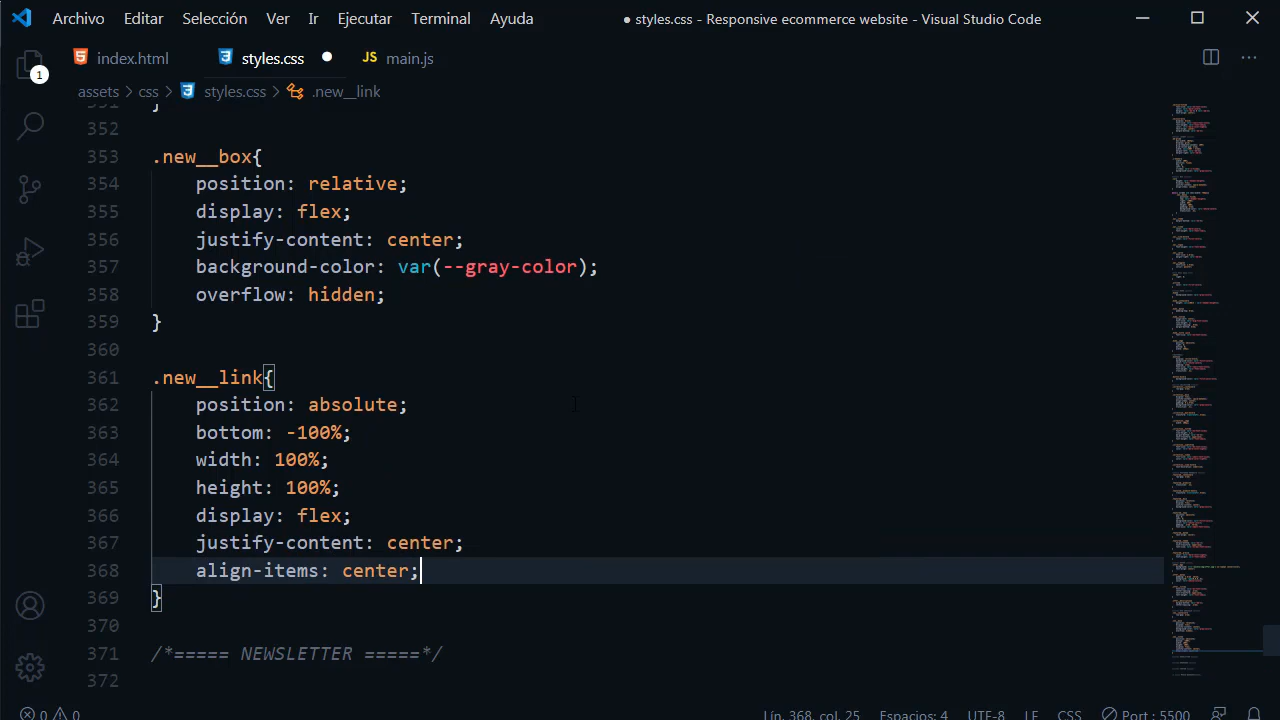 Archivo Editar Selección Ver Ir Ejecutar Terminal Ayuda ● styles.css - Responsive ecommerce website - Visual Studio Code
index.html styles.css JS main.js
1
assets > css > styles.css > .new__link
351 }
352
353 .new__box{
354 position: relative;
355 display: flex;
356 justify-content: center;
357 background-color: var(--gray-color);
358 overflow: hidden;
359 }
360
361 .new__link{
362 position: absolute;
363 bottom: -100%;
364 width: 100%;
365 height: 100%;
366 display: flex;
367 justify-content: center;
368 align-items: center;
369 }
370
371 /*===== NEWSLETTER =====*/
372
0 0 Lín. 368, col. 25 Espacios: 4 UTF-8 LF CSS Port : 5500